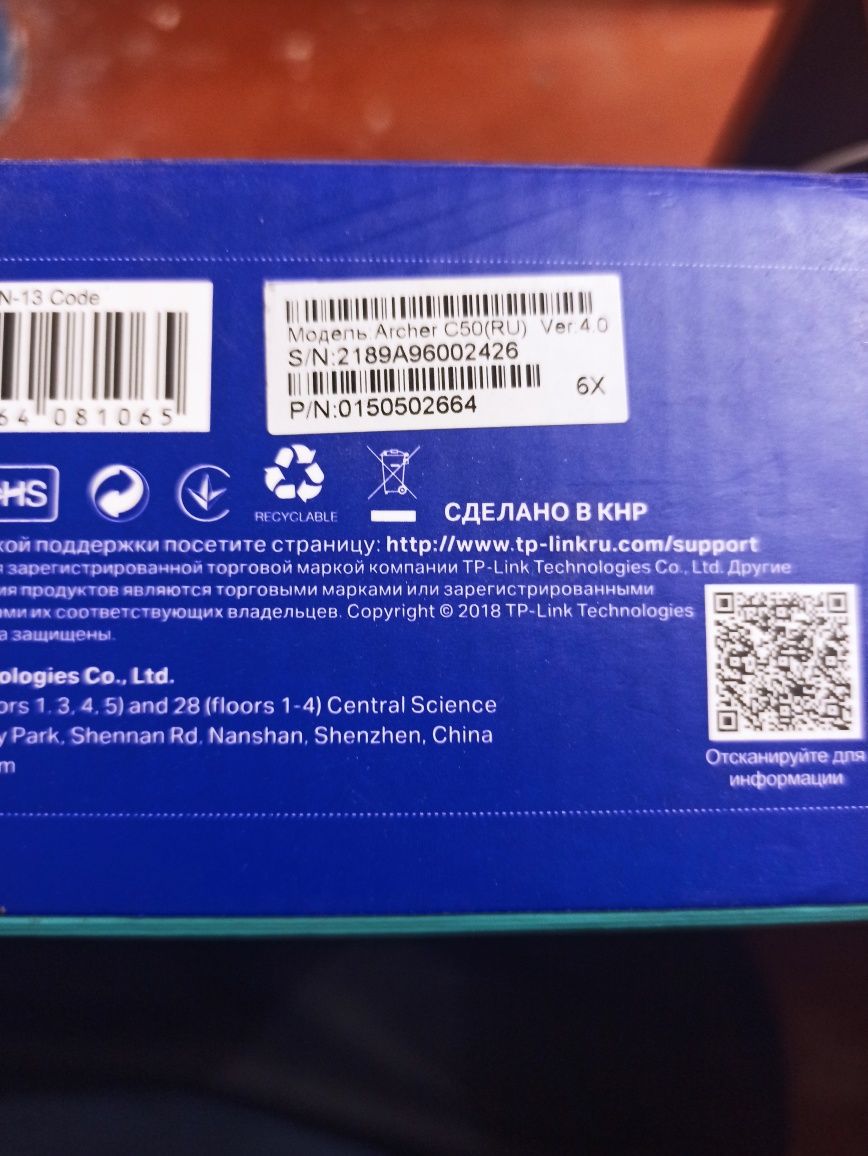 N-13 Code
64 081065
Модель:Archer C50(RU) Ver:4.0
S/N:2189A96002426
6X
P/N:0150502664
HS
RECYCLABLE
СДЕЛАНО В КНР
кой поддержки посетите страницу: http://www.tp-linkru.com/support
я зарегистрированной торговой маркой компании TP-Link Technologies Co., Ltd. Другие
ия продуктов являются торговыми марками или зарегистрированными
ами их соответствующих владельцев. Copyright © 2018 TP-Link Technologies
а защищены.
ologies Co., Ltd.
ors 1, 3, 4, 5) and 28 (floors 1-4) Central Science
y Park, Shennan Rd, Nanshan, Shenzhen, China
m
Отсканируйте для
информации